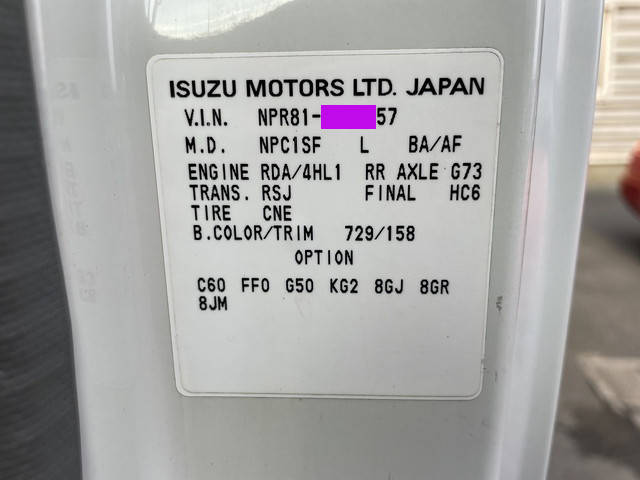 ISUZU MOTORS LTD. JAPAN
V.I.N. NPR81- 57
M.D. NPC1SF L BA/AF
ENGINE RDA/4HL1 RR AXLE G73
TRANS. RSJ FINAL HC6
TIRE CNE
B.COLOR/TRIM 729/158
OPTION
C60 FF0 G50 KG2 8GJ 8GR
8JM